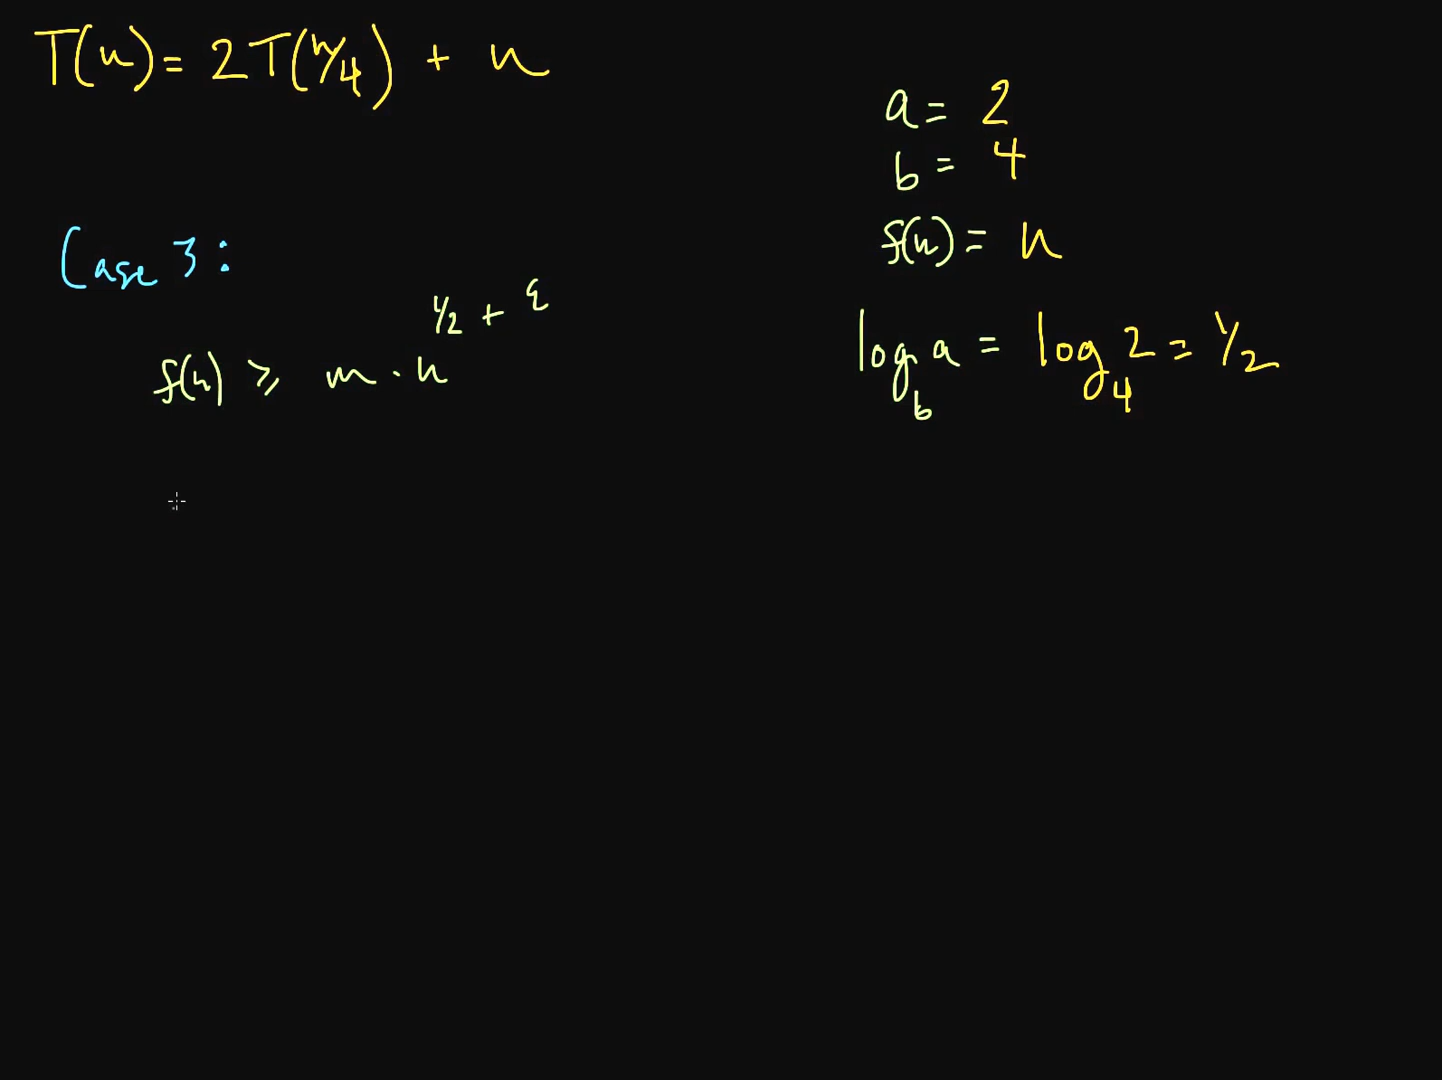 T(n) = 2T(n/4) + n
a = 2
b = 4
f(n) = n
Case 3:
f(n) ⩾ m · n^{1/2 + ε}
log_b a = log_4 2 = 1/2